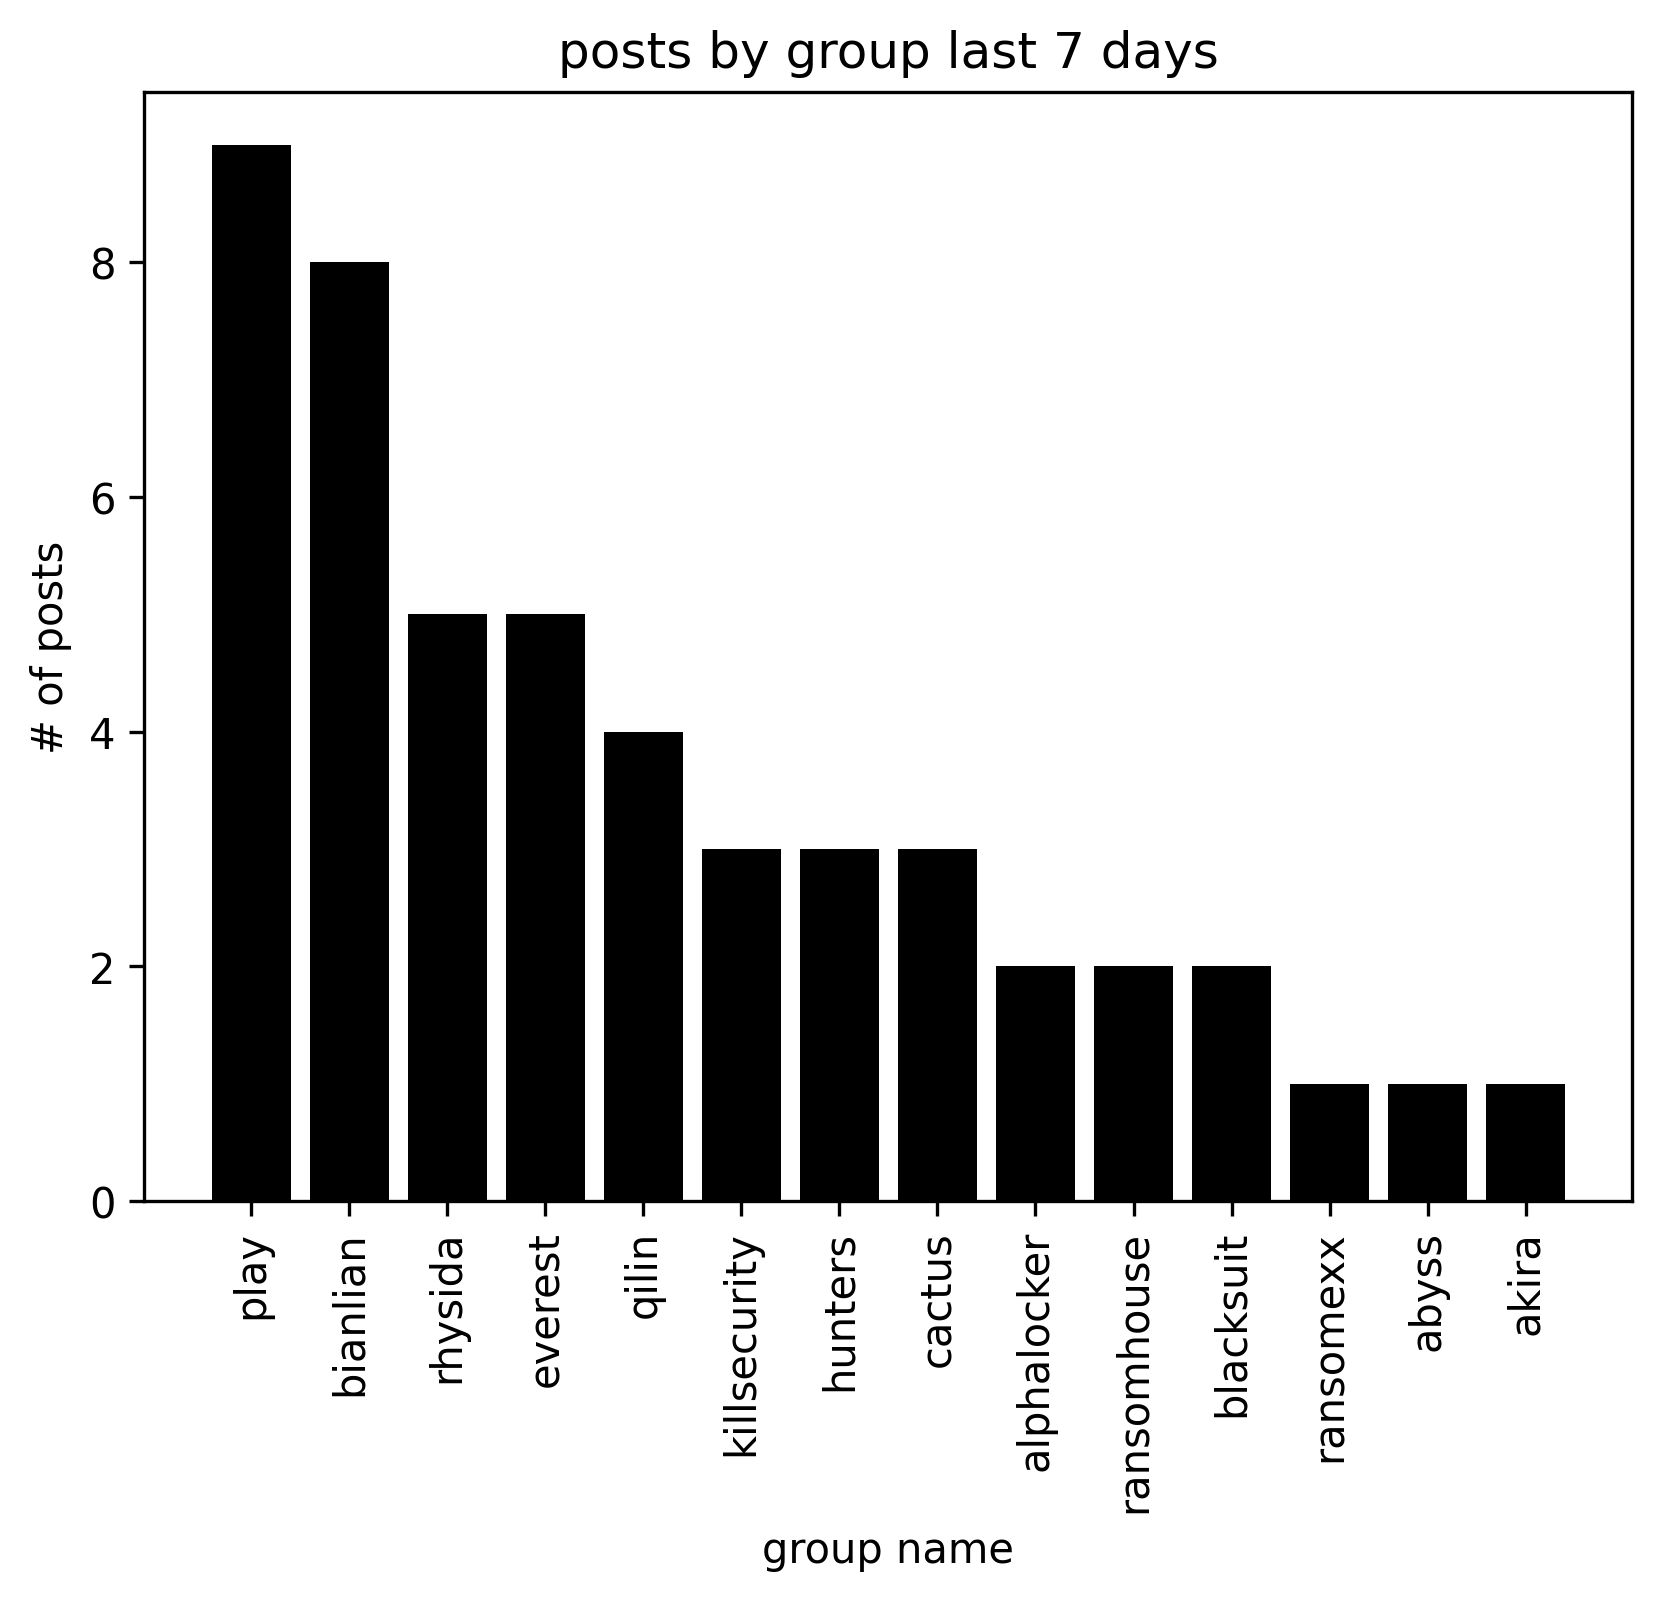 posts by group last 7 days
# of posts
8
6
4
2
0
play
bianlian
rhysida
everest
qilin
killsecurity
hunters
cactus
alphalocker
ransomhouse
blacksuit
ransomexx
abyss
akira
group name